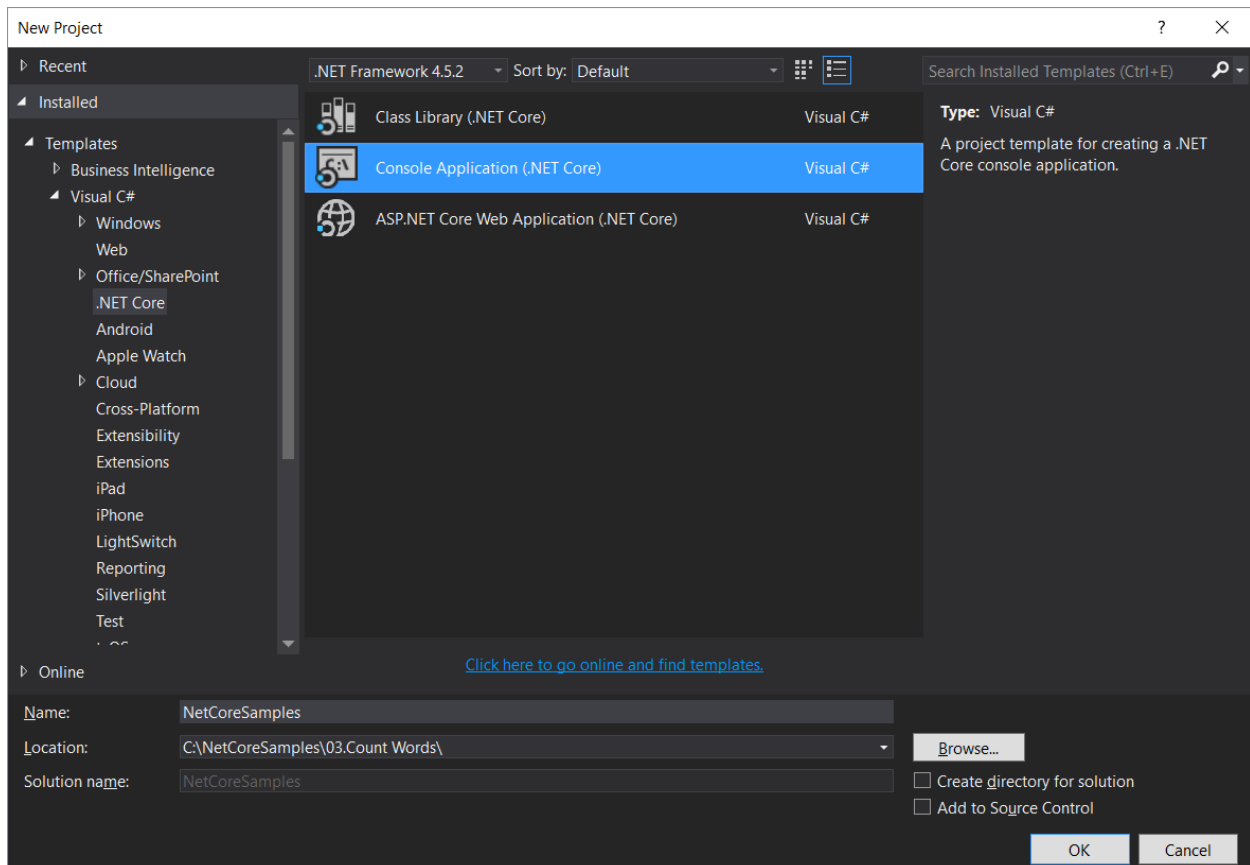 New Project
?
Recent
.NET Framework 4.5.2
Sort by: Default
Search Installed Templates (Ctrl+E)
Installed
Templates
Business Intelligence
Visual C#
Windows
Web
Office/SharePoint
.NET Core
Android
Apple Watch
Cloud
Cross-Platform
Extensibility
Extensions
iPad
iPhone
LightSwitch
Reporting
Silverlight
Test
Online
Class Library (.NET Core) Visual C#
Console Application (.NET Core) Visual C#
ASP.NET Core Web Application (.NET Core) Visual C#
Type: Visual C#
A project template for creating a .NET
Core console application.
Click here to go online and find templates.
Name: NetCoreSamples
Location: C:\NetCoreSamples\03.Count Words\
Browse...
Solution name: NetCoreSamples
Create directory for solution
Add to Source Control
OK Cancel